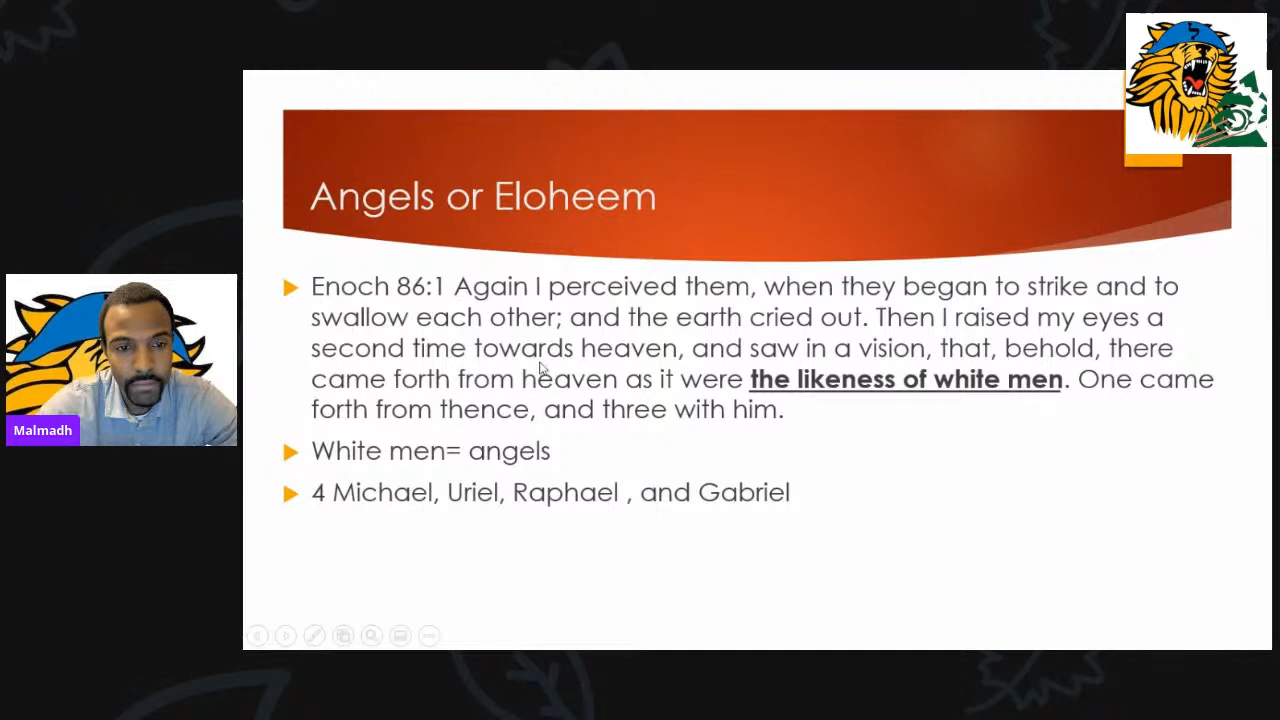 Angels or Eloheem
Enoch 86:1 Again I perceived them, when they began to strike and to
swallow each other; and the earth cried out. Then I raised my eyes a
second time towards heaven, and saw in a vision, that, behold, there
came forth from heaven as it were the likeness of white men. One came
forth from thence, and three with him.
White men= angels
4 Michael, Uriel, Raphael , and Gabriel
Malmadh